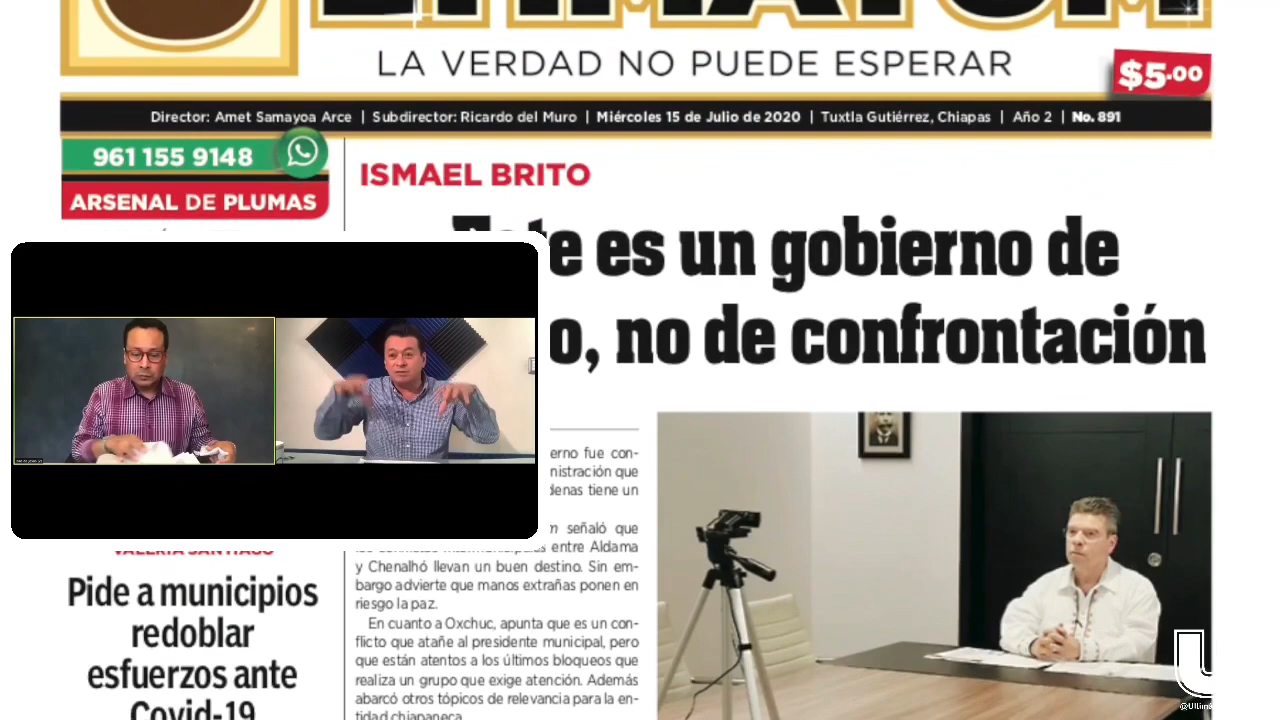 LA VERDAD NO PUEDE ESPERAR
$5.00
Director: Amet Samayoa Arce | Subdirector: Ricardo del Muro | Miércoles 15 de Julio de 2020 | Tuxtla Gutiérrez, Chiapas | Año 2 | No. 891
961 155 9148
ARSENAL DE PLUMAS
ISMAEL BRITO
es un gobierno de
no de confrontación
erno fue con-
nistración que
denas tiene un
señaló que
entre Aldama
y Chenalhó llevan un buen destino. Sin em-
bargo advierte que manos extrañas ponen en
riesgo la paz.
En cuanto a Oxchuc, apunta que es un con-
flicto que atañe al presidente municipal, pero
que están atentos a los últimos bloqueos que
realiza un grupo que exige atención. Además
abarcó otros tópicos de relevancia para la en-
tidad chiapaneca.
VALERIA SANTIAGO
Pide a municipios
redoblar
esfuerzos ante
Covid-19